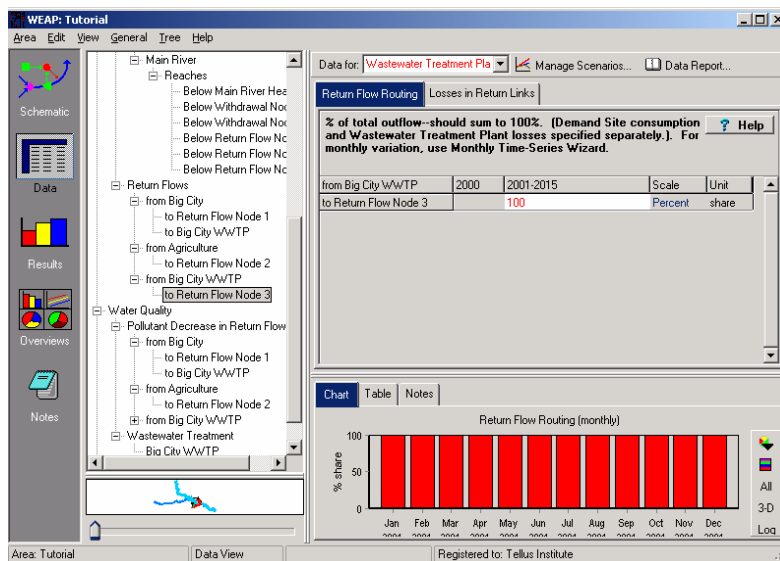 WEAP: Tutorial
Area Edit View General Tree Help
Schematic
Data
Results
Overviews
Notes
Main River
Reaches
Below Main River Hea
Below Withdrawal Noc
Below Withdrawal Noc
Below Return Flow Nc
Below Return Flow Nc
Below Return Flow Nc
Return Flows
from Big City
to Return Flow Node 1
to Big City WWTP
from Agriculture
to Return Flow Node 2
from Big City WWTP
to Return Flow Node 3
Water Quality
Pollutant Decrease in Return Flow
from Big City
to Return Flow Node 1
to Big City WWTP
from Agriculture
to Return Flow Node 2
from Big City WWTP
Wastewater Treatment
Big City WWTP
Data for: Wastewater Treatment Pla Manage Scenarios... Data Report...
Return Flow Routing Losses in Return Links
% of total outflow--should sum to 100%. (Demand Site consumption
and Wastewater Treatment Plant losses specified separately.). For
monthly variation, use Monthly Time-Series Wizard.
? Help
from Big City WWTP 2000 2001-2015 Scale Unit
to Return Flow Node 3 100 Percent share
Chart Table Notes
Return Flow Routing (monthly)
% share
100
50
0
Jan Feb Mar Apr May Jun Jul Aug Sep Oct Nov Dec
All
3-D
Log
Area: Tutorial Data View Registered to: Tellus Institute